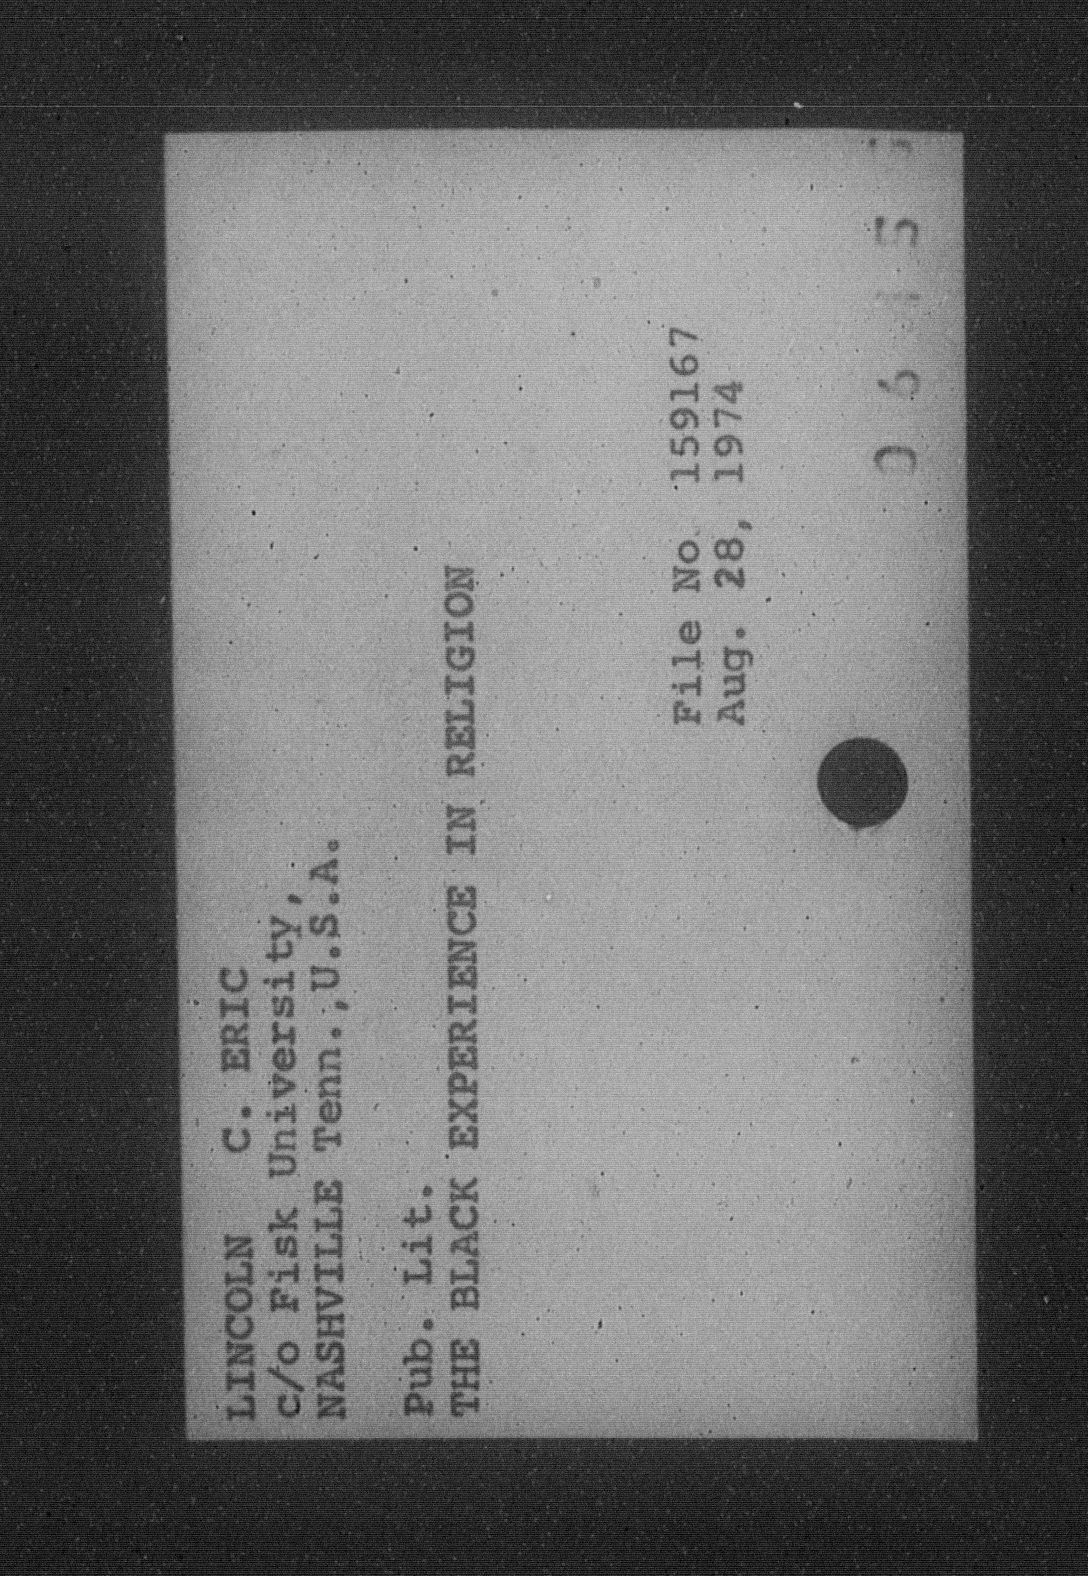 LINCOLN C. ERIC
c/o Fisk University,
NASHVILLE Tenn.,U.S.A.
Pub. Lit.
THE BLACK EXPERIENCE IN RELIGION
File No. 159167
Aug. 28, 1974